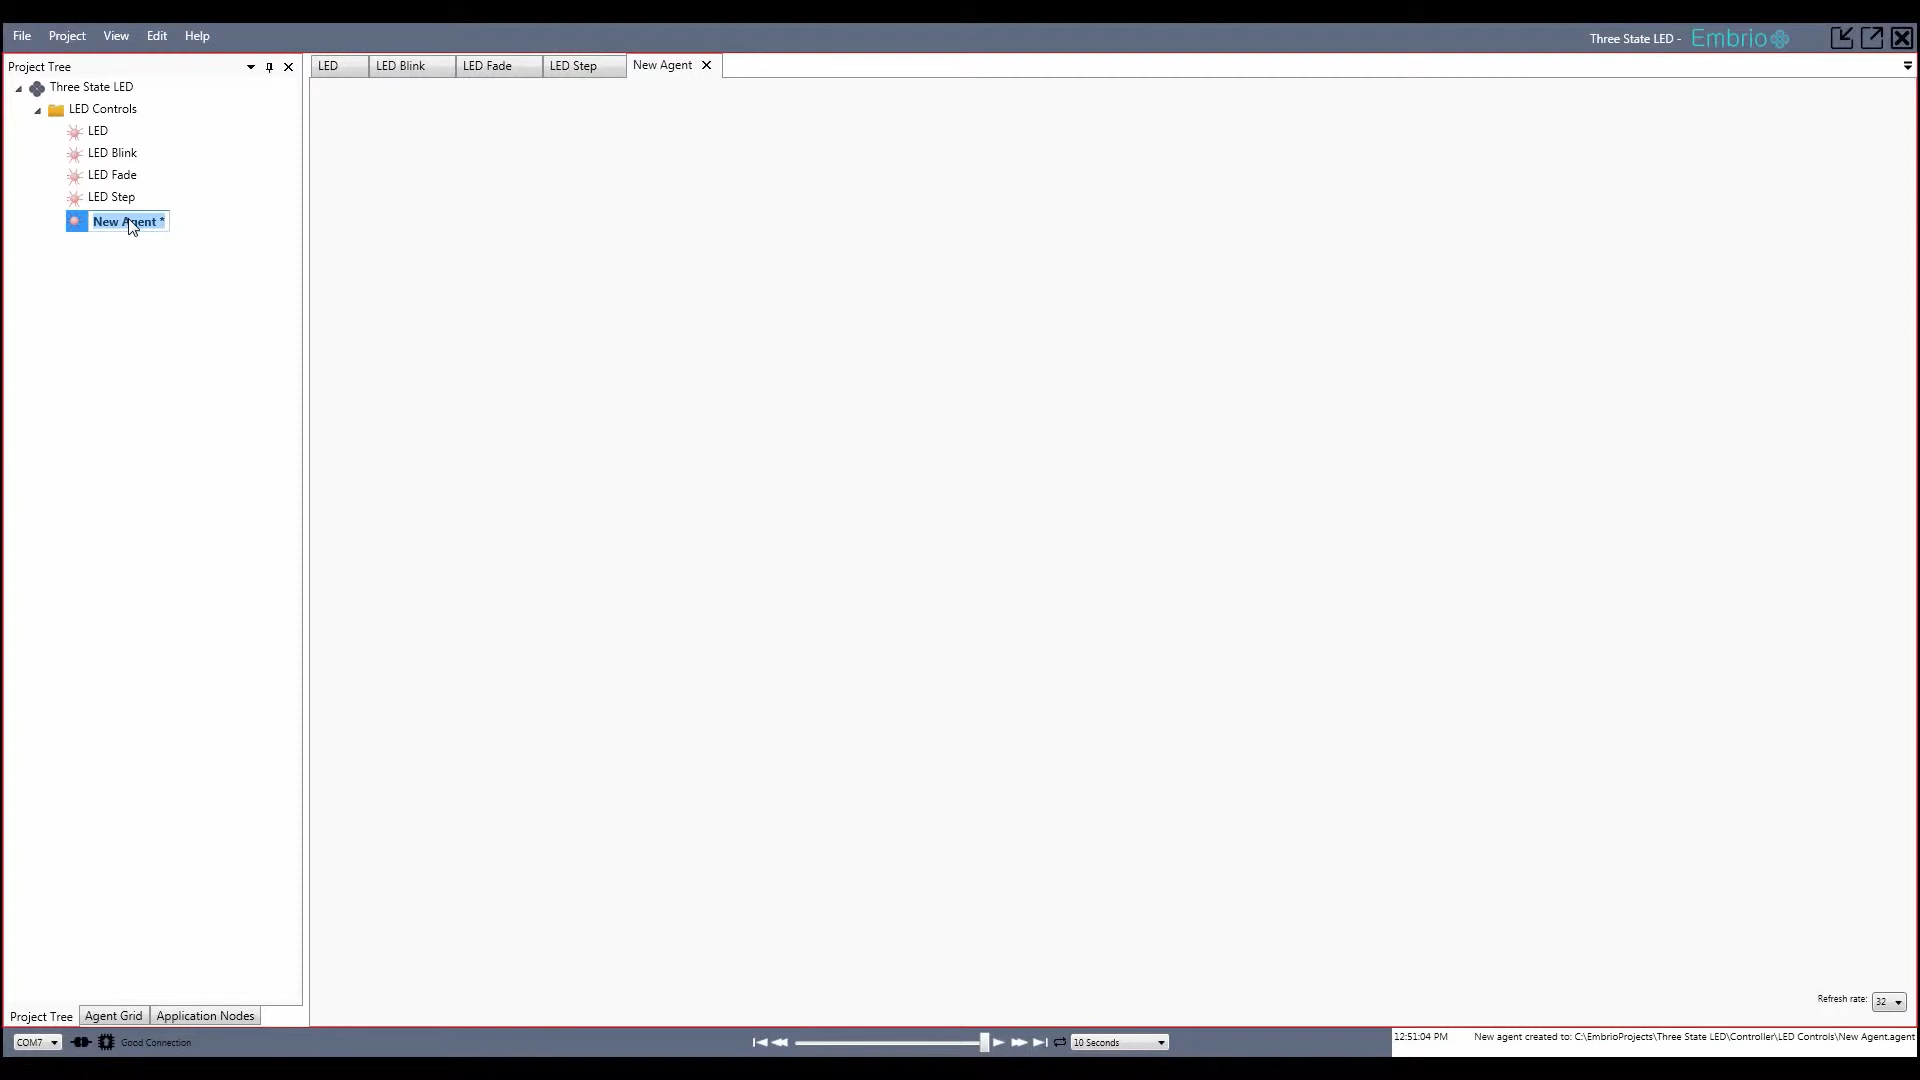 File Project View Edit Help
Three State LED - Embrio
Project Tree
LED LED Blink LED Fade LED Step New Agent
Three State LED
LED Controls
LED
LED Blink
LED Fade
LED Step
New Agent *
Refresh rate: 32
Project Tree Agent Grid Application Nodes
COM7 Good Connection 10 Seconds 12:51:04 PM New agent created to: C:\EmbrioProjects\Three State LED\Controller\LED Controls\New Agent.agent